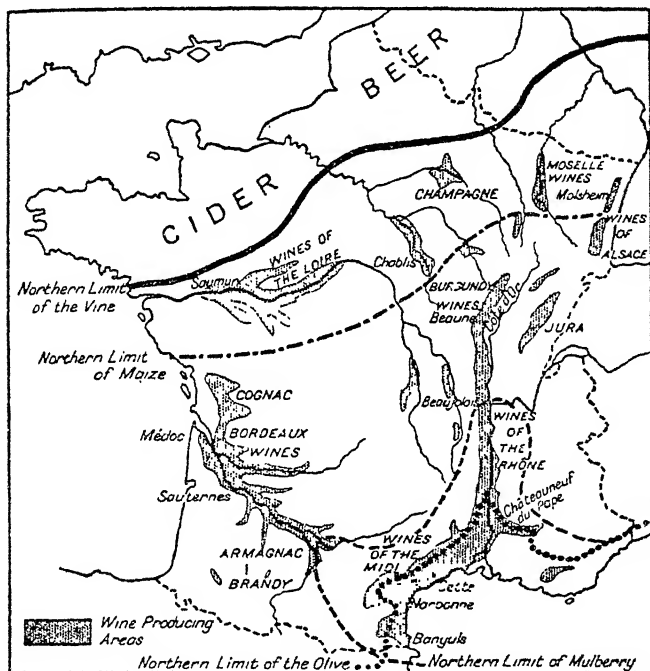 BEER
CIDER
MOSELLE
WINES
Molsheim
CHAMPAGNE
WINES
OF
ALSACE
WINES OF
THE LOIRE
Saumur
Chablis
Northern Limit
of the Vine
BURGUNDY
WINES
Beaune
JURA
Northern Limit
of Maize
COGNAC
Beaujolais
WINES
OF
THE
RHÔNE
Médoc
BORDEAUX
WINES
Châteauneuf
du Pape
Sauternes
WINES
OF THE
MIDI
ARMAGNAC
BRANDY
Cette
Narbonne
Wine Producing
Areas
Banyuls
Northern Limit of the Olive
Northern Limit of Mulberry